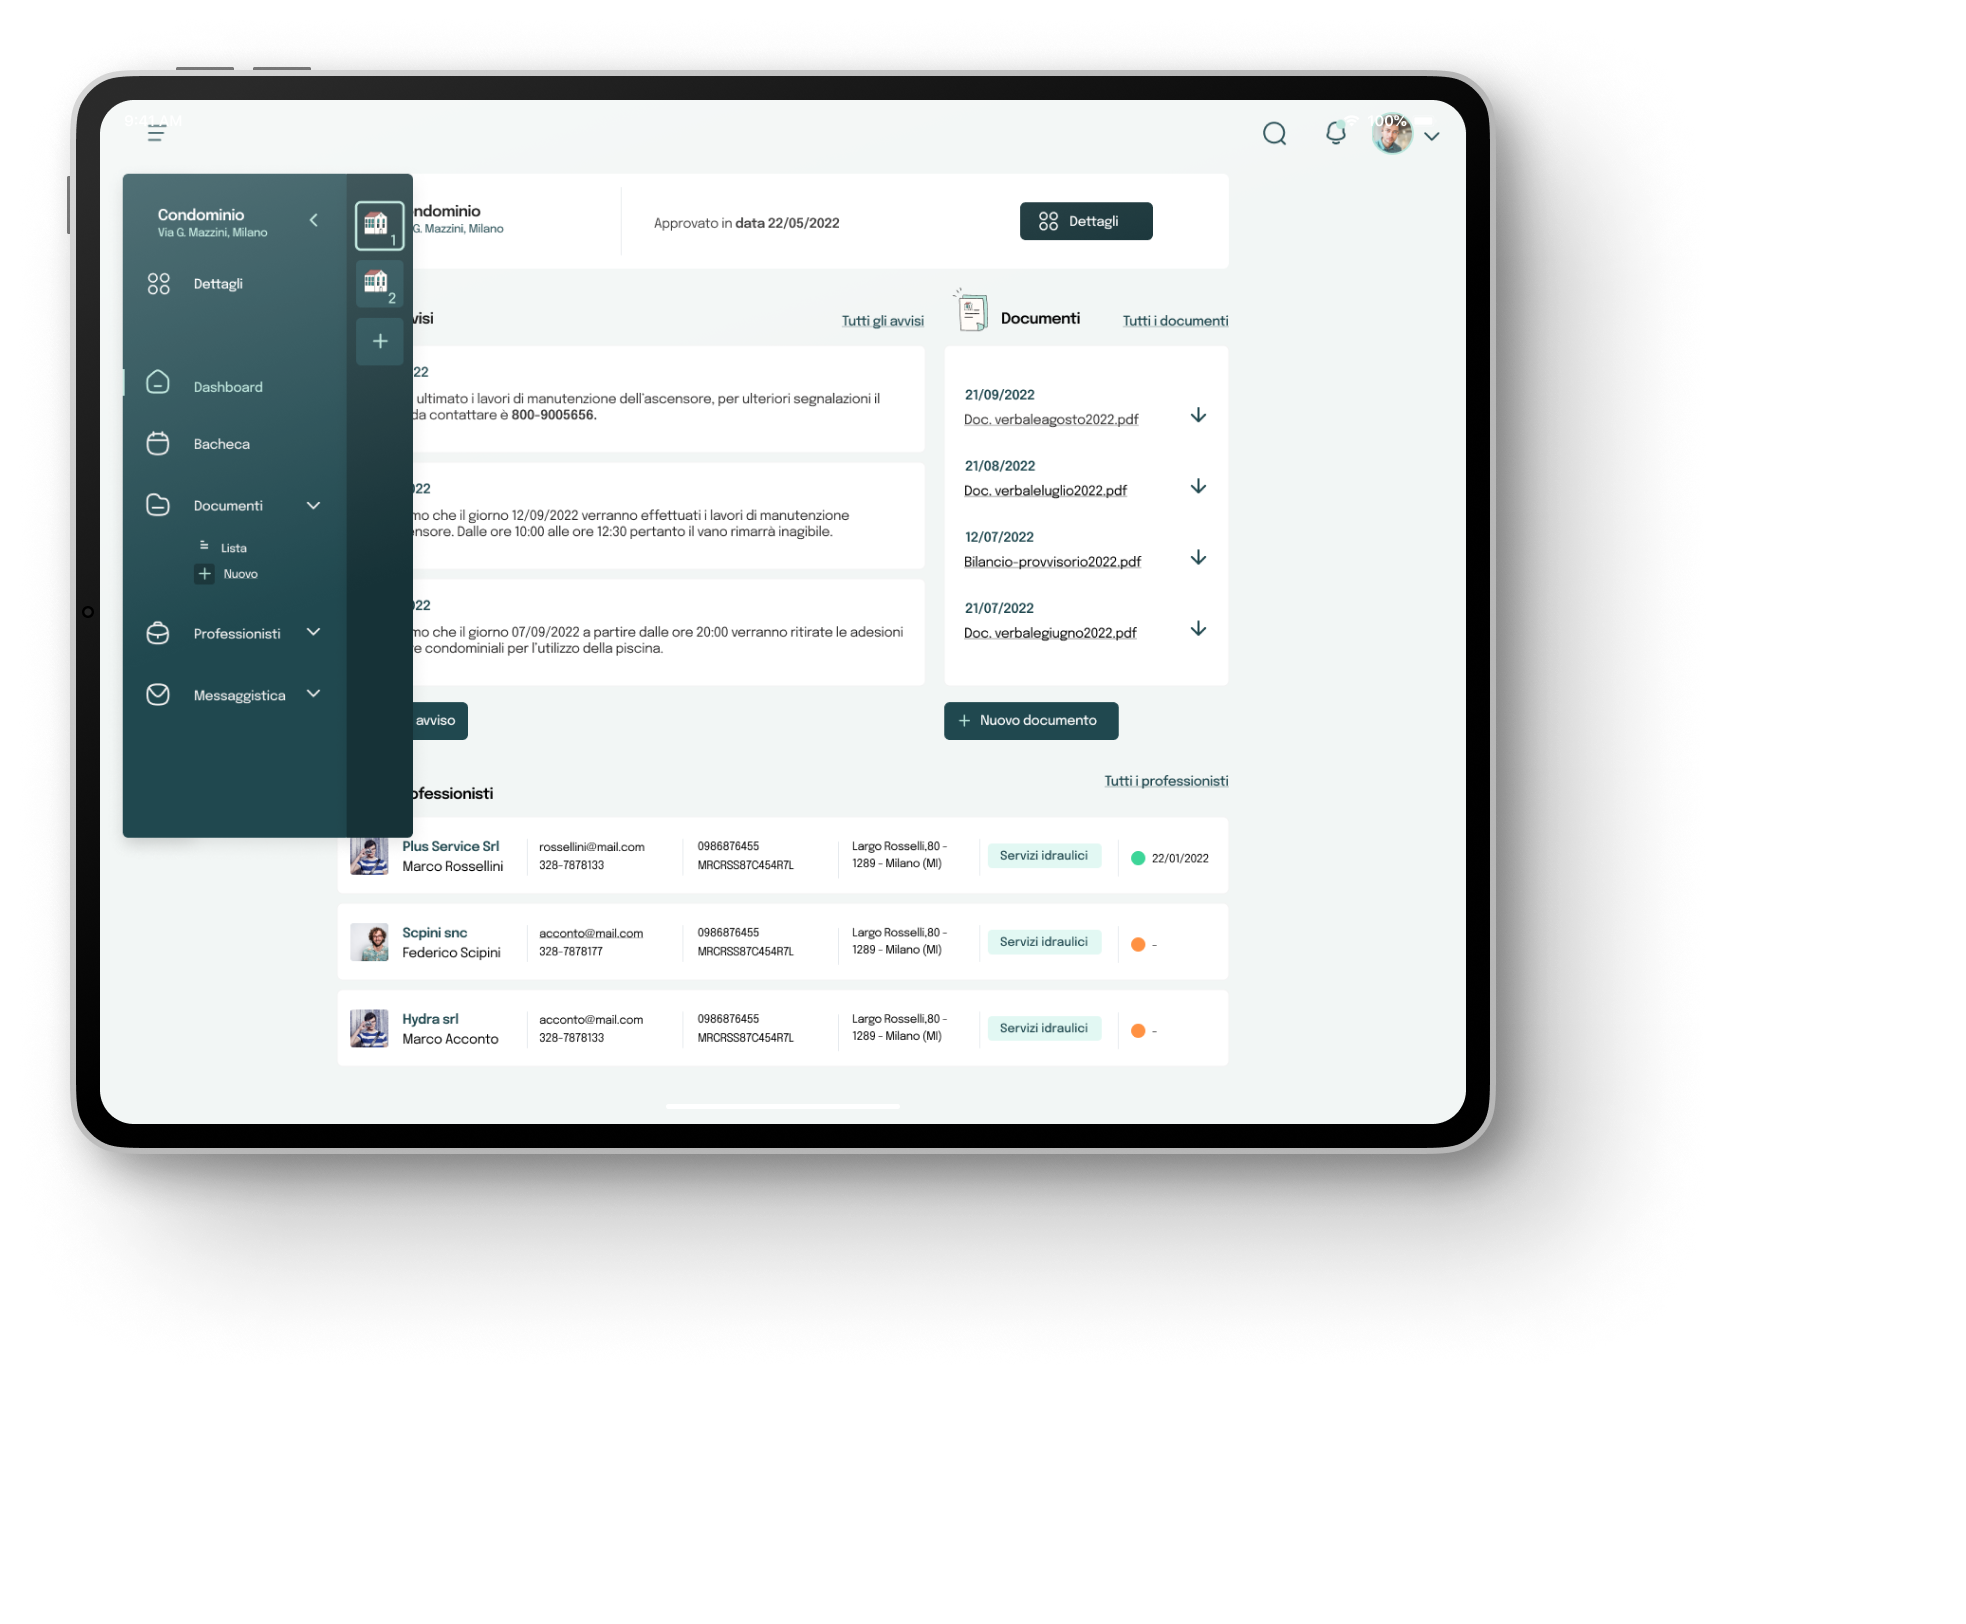 9:41 AM
100%
Condominio
Via G. Mazzini, Milano
Dettagli
Dashboard
Bacheca
Documenti
Lista
Nuovo
Professionisti
Messaggistica
1
2
ndominio
G. Mazzini, Milano
Approvato in data 22/05/2022
Dettagli
visi
Tutti gli avvisi
22
ultimato i lavori di manutenzione dell'ascensore, per ulteriori segnalazioni il
da contattare è 800-9005656.
022
mo che il giorno 12/09/2022 verranno effettuati i lavori di manutenzione
ensore. Dalle ore 10:00 alle ore 12:30 pertanto il vano rimarrà inagibile.
022
mo che il giorno 07/09/2022 a partire dalle ore 20:00 verranno ritirate le adesioni
e condominiali per l'utilizzo della piscina.
avviso
Documenti
Tutti i documenti
21/09/2022
Doc. verbaleagosto2022.pdf
21/08/2022
Doc. verbaleluglio2022.pdf
12/07/2022
Bilancio-provvisorio2022.pdf
21/07/2022
Doc. verbalegiugno2022.pdf
Nuovo documento
ofessionisti
Tutti i professionisti
Plus Service Srl
Marco Rossellini
rossellini@mail.com
328-7878133
0986876455
MRCRSS87C454R7L
Largo Rosselli,80 -
1289 - Milano (MI)
Servizi idraulici
22/01/2022
Scpini snc
Federico Scipini
acconto@mail.com
328-7878177
0986876455
MRCRSS87C454R7L
Largo Rosselli,80 -
1289 - Milano (MI)
Servizi idraulici
-
Hydra srl
Marco Acconto
acconto@mail.com
328-7878133
0986876455
MRCRSS87C454R7L
Largo Rosselli,80 -
1289 - Milano (MI)
Servizi idraulici
-